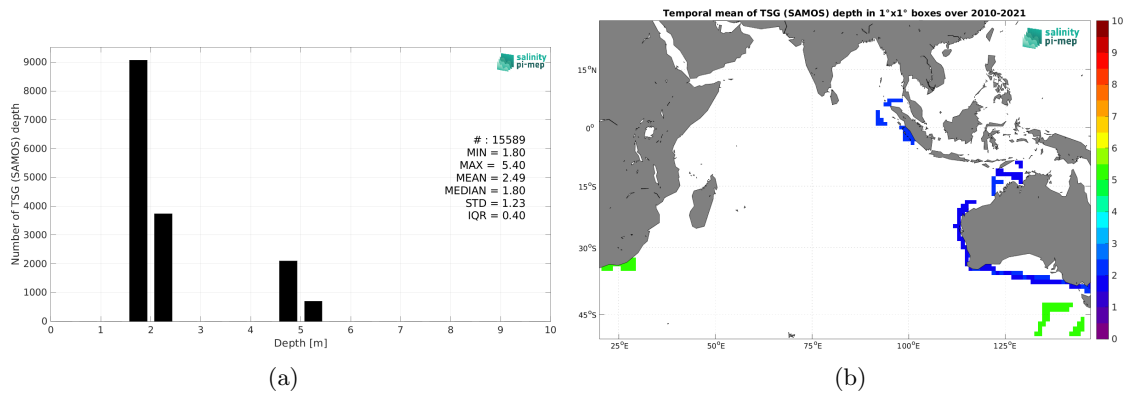 Number of TSG (SAMOS) depth
9000
8000
7000
6000
5000
4000
3000
2000
1000
0
0 1 2 3 4 5 6 7 8 9 10
Depth [m]
salinity
pi-mep
# : 15589
MIN = 1.80
MAX = 5.40
MEAN = 2.49
MEDIAN = 1.80
STD = 1.23
IQR = 0.40
(a)
Temporal mean of TSG (SAMOS) depth in 1°x1° boxes over 2010-2021
salinity
pi-mep
15°N
0°
15°S
30°S
45°S
25°E 50°E 75°E 100°E 125°E
10
9
8
7
6
5
4
3
2
1
0
(b)